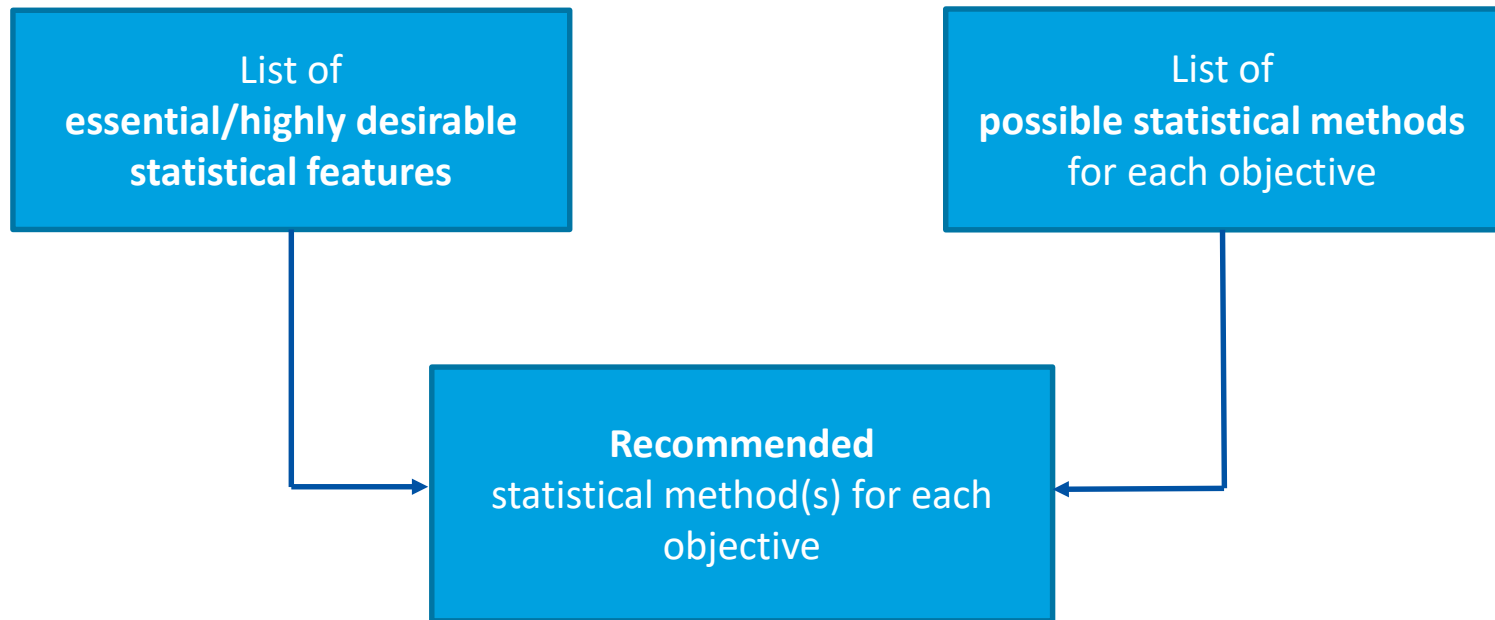 List of
essential/highly desirable
statistical features
List of
possible statistical methods
for each objective
Recommended
statistical method(s) for each
objective